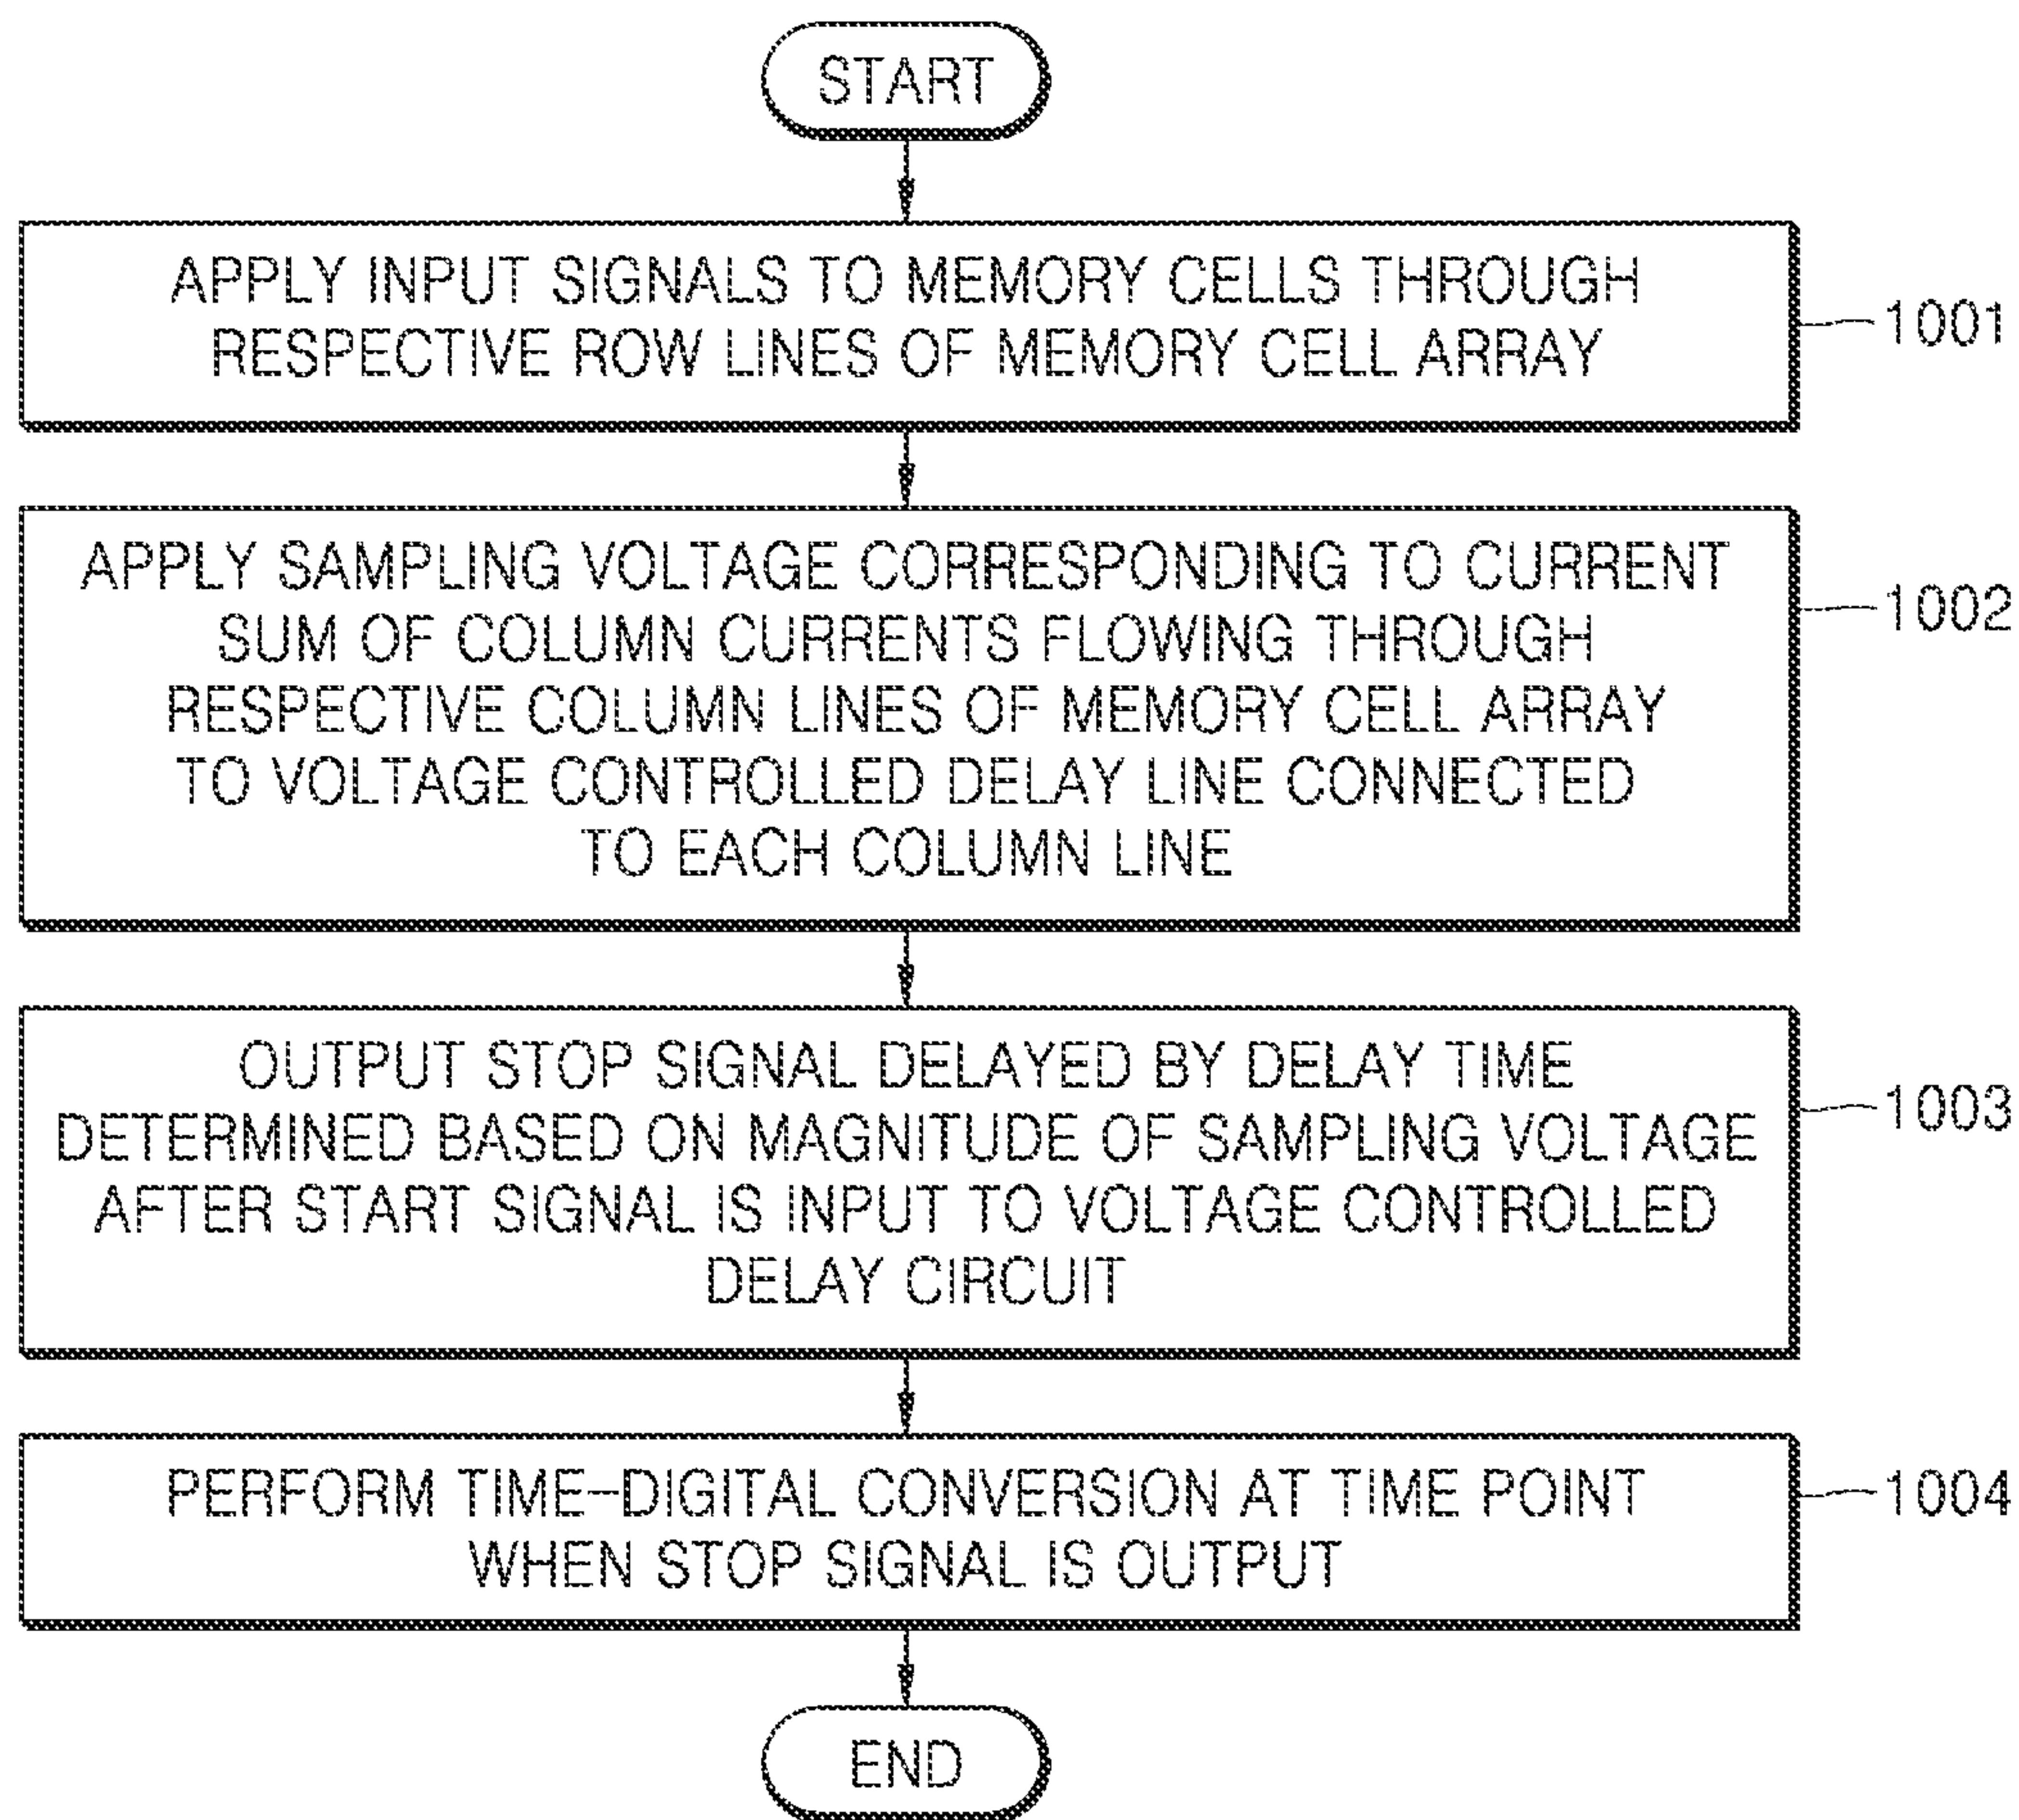 START
APPLY INPUT SIGNALS TO MEMORY CELLS THROUGH
RESPECTIVE ROW LINES OF MEMORY CELL ARRAY
1001
APPLY SAMPLING VOLTAGE CORRESPONDING TO CURRENT
SUM OF COLUMN CURRENTS FLOWING THROUGH
RESPECTIVE COLUMN LINES OF MEMORY CELL ARRAY
TO VOLTAGE CONTROLLED DELAY LINE CONNECTED
TO EACH COLUMN LINE
1002
OUTPUT STOP SIGNAL DELAYED BY DELAY TIME
DETERMINED BASED ON MAGNITUDE OF SAMPLING VOLTAGE
AFTER START SIGNAL IS INPUT TO VOLTAGE CONTROLLED
DELAY CIRCUIT
1003
PERFORM TIME-DIGITAL CONVERSION AT TIME POINT
WHEN STOP SIGNAL IS OUTPUT
1004
END